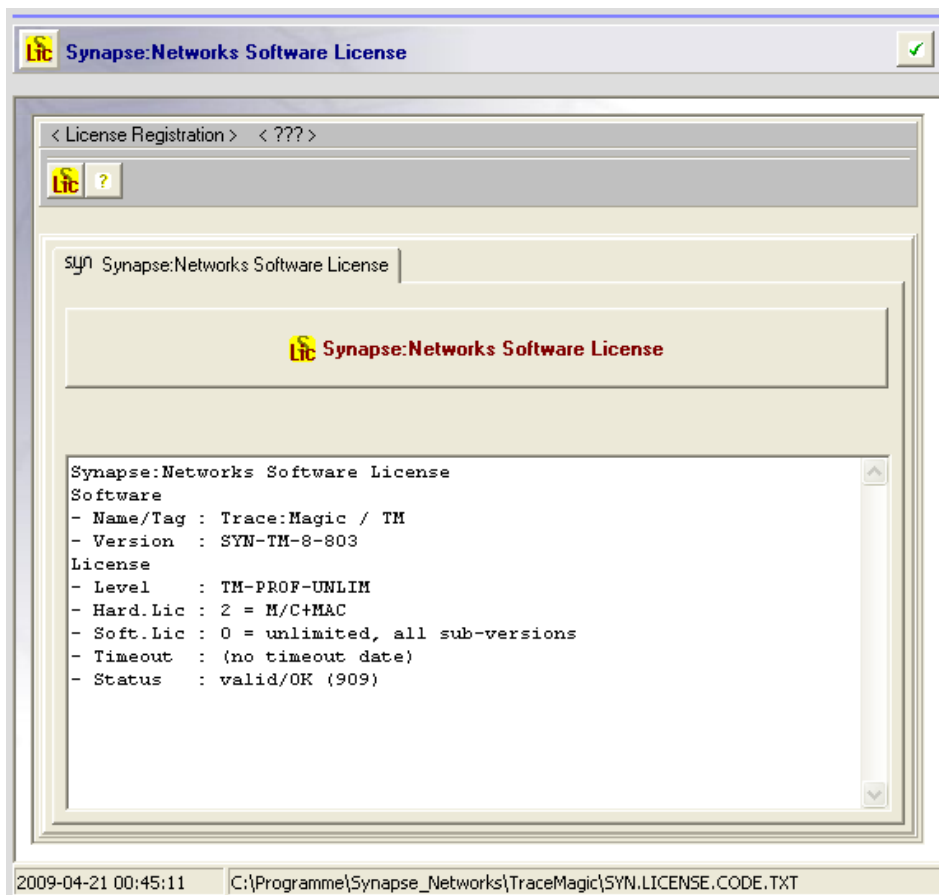 Lic Synapse:Networks Software License
< License Registration > < ??? >
Lic ?
syn Synapse:Networks Software License
Lic Synapse:Networks Software License
Synapse:Networks Software License
Software
- Name/Tag : Trace:Magic / TM
- Version : SYN-TM-8-803
License
- Level : TM-PROF-UNLIM
- Hard.Lic : 2 = M/C+MAC
- Soft.Lic : 0 = unlimited, all sub-versions
- Timeout : (no timeout date)
- Status : valid/OK (909)
2009-04-21 00:45:11 C:\Programme\Synapse_Networks\TraceMagic\SYN.LICENSE.CODE.TXT